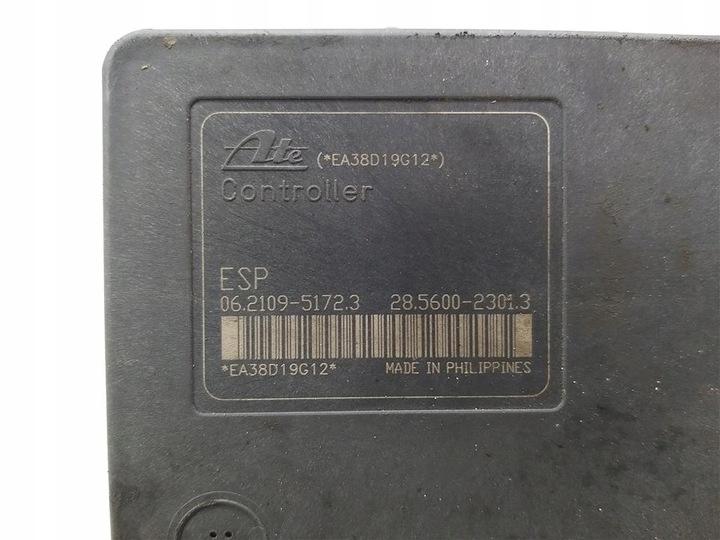 Ate (*EA38D19G12*)
Controller
ESP
06.2109-5172.3 28.5600-2301.3
*EA38D19G12* MADE IN PHILIPPINES